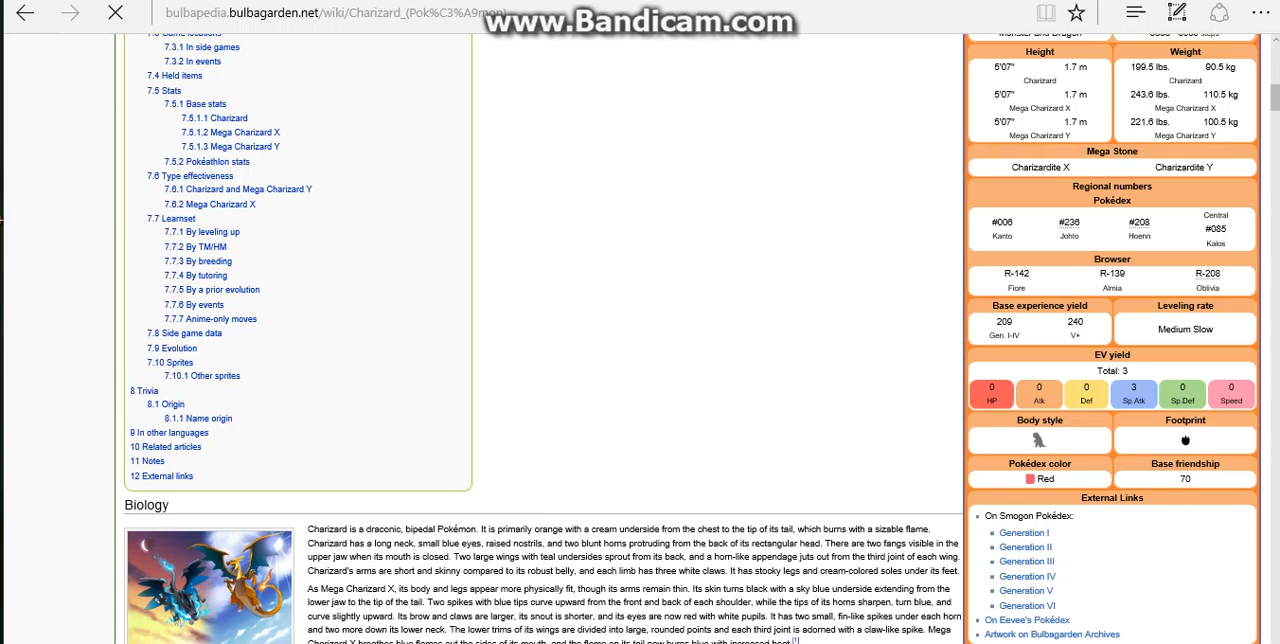 bulbapedia.bulbagarden.net/wiki/Charizard_(Pok%C3%A9mon)
www.Bandicam.com
7.3.1 In side games
7.3.2 In events
7.4 Held items
7.5 Stats
7.5.1 Base stats
7.5.1.1 Charizard
7.5.1.2 Mega Charizard X
7.5.1.3 Mega Charizard Y
7.5.2 Pokéathlon stats
7.6 Type effectiveness
7.6.1 Charizard and Mega Charizard Y
7.6.2 Mega Charizard X
7.7 Learnset
7.7.1 By leveling up
7.7.2 By TM/HM
7.7.3 By breeding
7.7.4 By tutoring
7.7.5 By a prior evolution
7.7.6 By events
7.7.7 Anime-only moves
7.8 Side game data
7.9 Evolution
7.10 Sprites
7.10.1 Other sprites
8 Trivia
8.1 Origin
8.1.1 Name origin
9 In other languages
10 Related articles
11 Notes
12 External links
Biology
Charizard is a draconic, bipedal Pokémon. It is primarily orange with a cream underside from the chest to the tip of its tail, which burns with a sizable flame.
Charizard has a long neck, small blue eyes, raised nostrils, and two blunt horns protruding from the back of its rectangular head. There are two fangs visible in the
upper jaw when its mouth is closed. Two large wings with teal undersides sprout from its back, and a horn-like appendage juts out from the third joint of each wing.
Charizard's arms are short and skinny compared to its robust belly, and each limb has three white claws. It has stocky legs and cream-colored soles under its feet.
As Mega Charizard X, its body and legs appear more physically fit, though its arms remain thin. Its skin turns black with a sky blue underside extending from the
lower jaw to the tip of the tail. Two spikes with blue tips curve upward from the front and back of each shoulder, while the tips of its horns sharpen, turn blue, and
curve slightly upward. Its brow and claws are larger, its snout is shorter, and its eyes are now red with white pupils. It has two small, fin-like spikes under each horn
and two more down its lower neck. The lower trims of its wings are divided into large, rounded points and each third joint is adorned with a claw-like spike. Mega
Height Weight
5'07" 1.7 m 199.5 lbs. 90.5 kg
Charizard Charizard
5'07" 1.7 m 243.6 lbs. 110.5 kg
Mega Charizard X Mega Charizard X
5'07" 1.7 m 221.6 lbs. 100.5 kg
Mega Charizard Y Mega Charizard Y
Mega Stone
Charizardite X Charizardite Y
Regional numbers
Pokédex
Central
#006 #236 #208 #085
Kanto Johto Hoenn Kalos
Browser
R-142 R-139 R-208
Fiore Almia Oblivia
Base experience yield Leveling rate
209 240 Medium Slow
Gen. I-IV V+
EV yield
Total: 3
0 0 0 3 0 0
HP Atk Def Sp.Atk Sp.Def Speed
Body style Footprint
Pokédex color Base friendship
Red 70
External Links
On Smogon Pokédex:
Generation I
Generation II
Generation III
Generation IV
Generation V
Generation VI
On Eevee's Pokédex
Artwork on Bulbagarden Archives